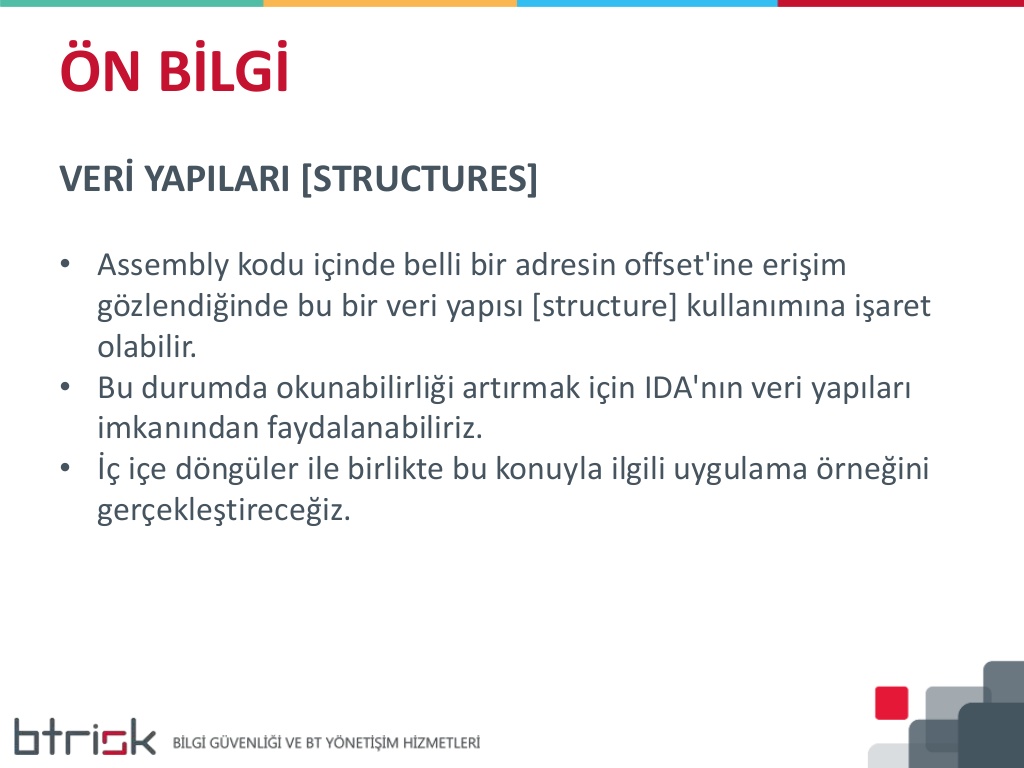 ÖN BİLGİ
VERİ YAPILARI [STRUCTURES]
• Assembly kodu içinde belli bir adresin offset'ine erişim
gözlendiğinde bu bir veri yapısı [structure] kullanımına işaret
olabilir.
• Bu durumda okunabilirliği artırmak için IDA'nın veri yapıları
imkanından faydalanabiliriz.
• İç içe döngüler ile birlikte bu konuyla ilgili uygulama örneğini
gerçekleştireceğiz.
btrisk BİLGİ GÜVENLİĞİ VE BT YÖNETİŞİM HİZMETLERİ